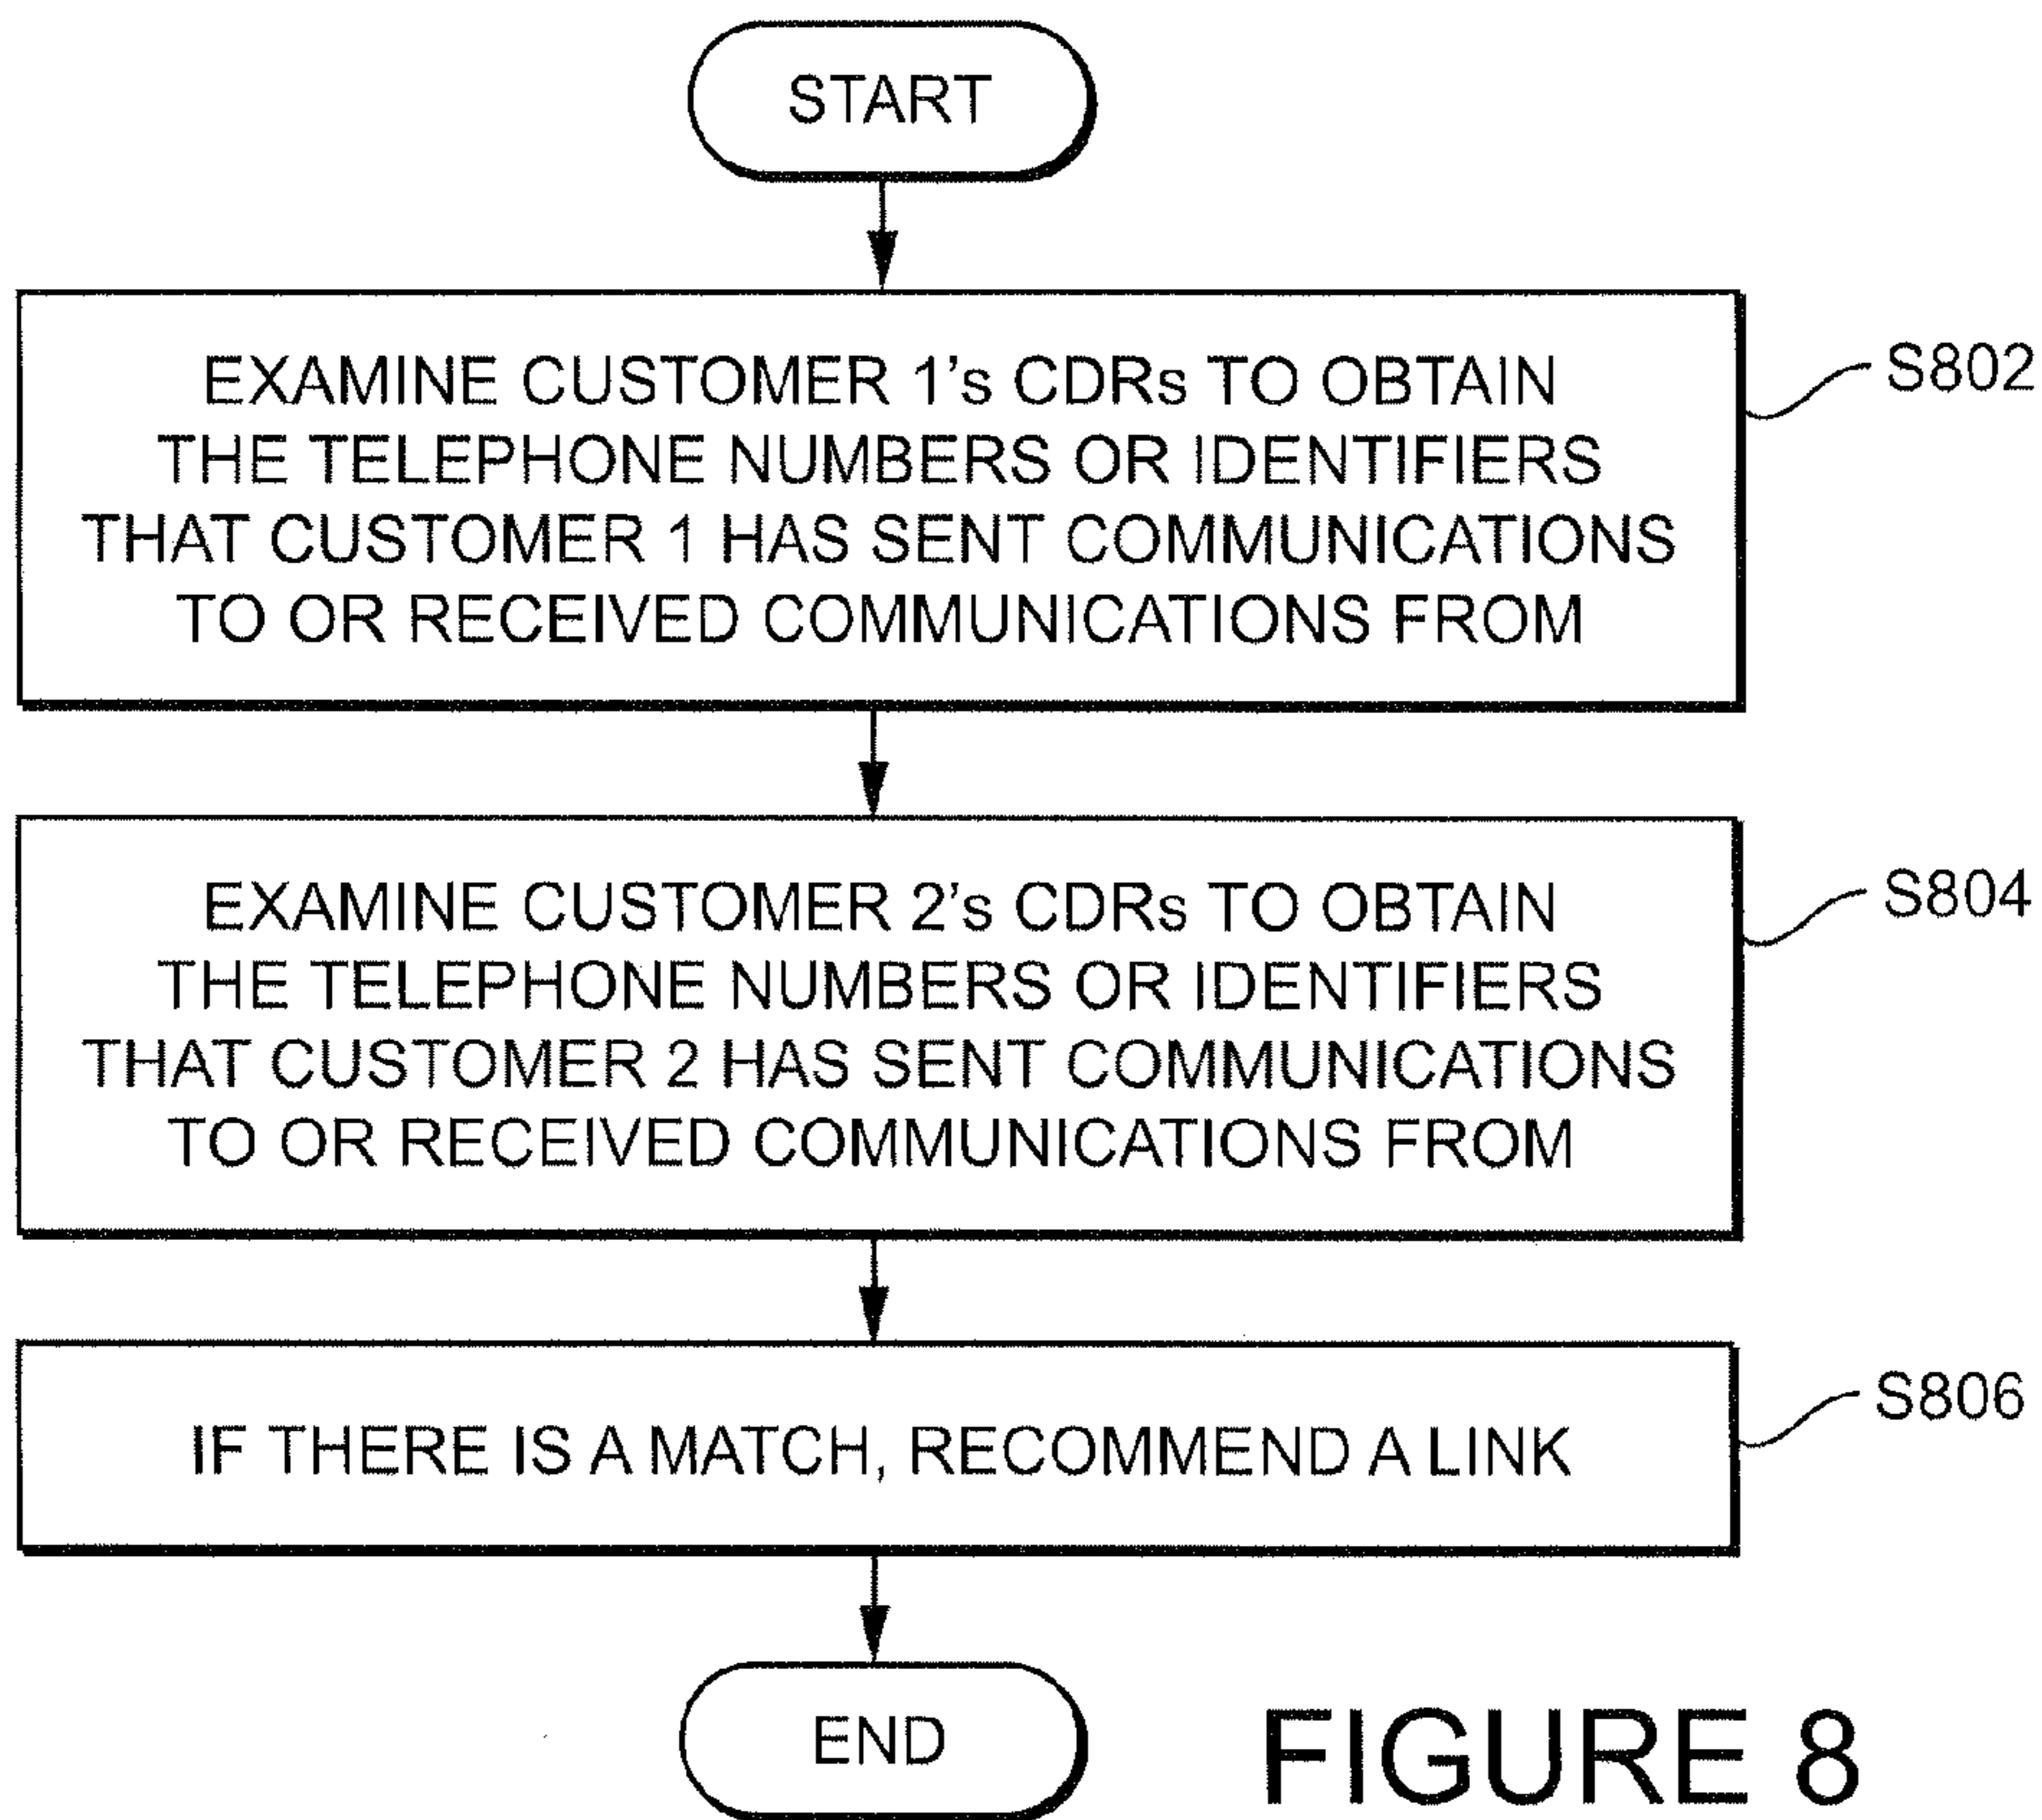 START
EXAMINE CUSTOMER 1's CDRs TO OBTAIN
THE TELEPHONE NUMBERS OR IDENTIFIERS
THAT CUSTOMER 1 HAS SENT COMMUNICATIONS
TO OR RECEIVED COMMUNICATIONS FROM
S802
EXAMINE CUSTOMER 2's CDRs TO OBTAIN
THE TELEPHONE NUMBERS OR IDENTIFIERS
THAT CUSTOMER 2 HAS SENT COMMUNICATIONS
TO OR RECEIVED COMMUNICATIONS FROM
S804
IF THERE IS A MATCH, RECOMMEND A LINK
S806
END
FIGURE 8